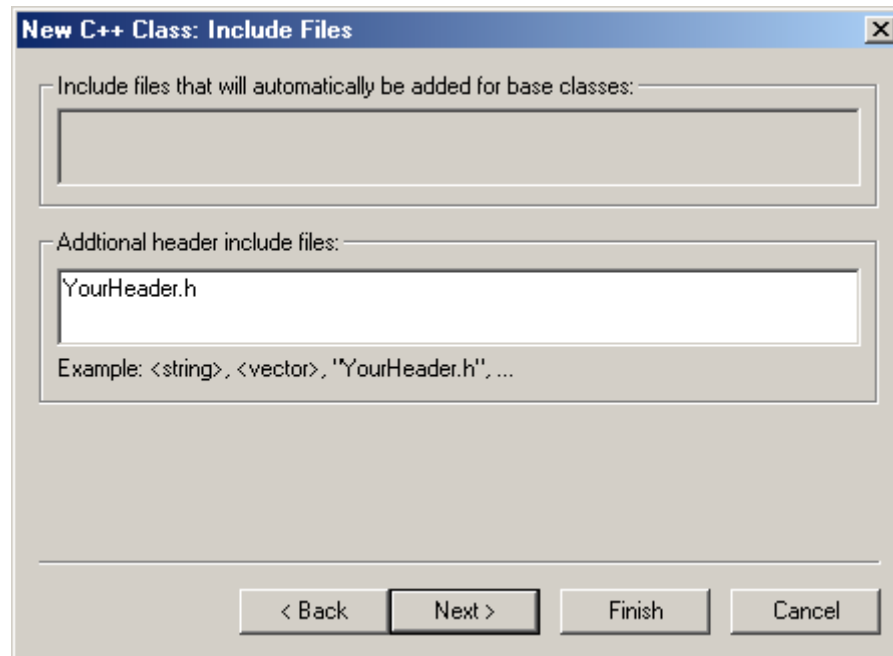 New C++ Class: Include Files
Include files that will automatically be added for base classes:
Addtional header include files:
YourHeader.h
Example: <string>, <vector>, "YourHeader.h", ...
< Back Next > Finish Cancel